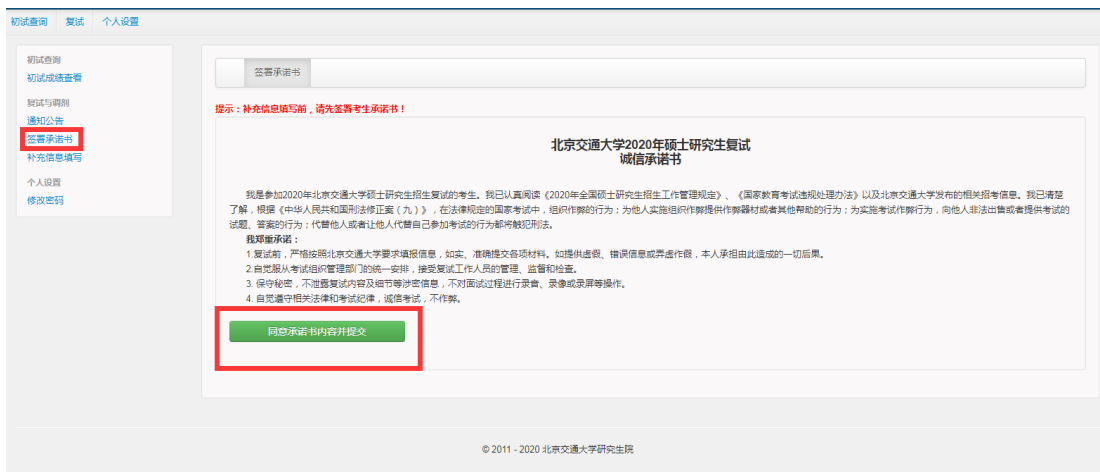 初试查询 复试 个人设置
初试查询
初试成绩查看
复试与调剂
通知公告
签署承诺书
补充信息填写
个人设置
修改密码
签署承诺书
提示：补充信息填写前，请先签署考生承诺书！
北京交通大学2020年硕士研究生复试
诚信承诺书
我是参加2020年北京交通大学硕士研究生招生复试的考生。我已认真阅读《2020年全国硕士研究生招生工作管理规定》、《国家教育考试违规处理办法》以及北京交通大学发布的相关招考信息。我已清楚
了解，根据《中华人民共和国刑法修正案（九）》，在法律规定的国家考试中，组织作弊的行为；为他人实施组织作弊提供作弊器材或者其他帮助的行为；为实施考试作弊行为，向他人非法出售或者提供考试的
试题、答案的行为；代替他人或者让他人代替自己参加考试的行为都将触犯刑法。
我郑重承诺：
1.复试前，严格按照北京交通大学要求填报信息，如实、准确提交各项材料。如提供虚假、错误信息或弄虚作假，本人承担由此造成的一切后果。
2.自觉服从考试组织管理部门的统一安排，接受复试工作人员的管理、监督和检查。
3. 保守秘密，不泄露复试内容及细节等涉密信息，不对面试过程进行录音、录像或录屏等操作。
4. 自觉遵守相关法律和考试纪律，诚信考试，不作弊。
同意承诺书内容并提交
© 2011 - 2020 北京交通大学研究生院